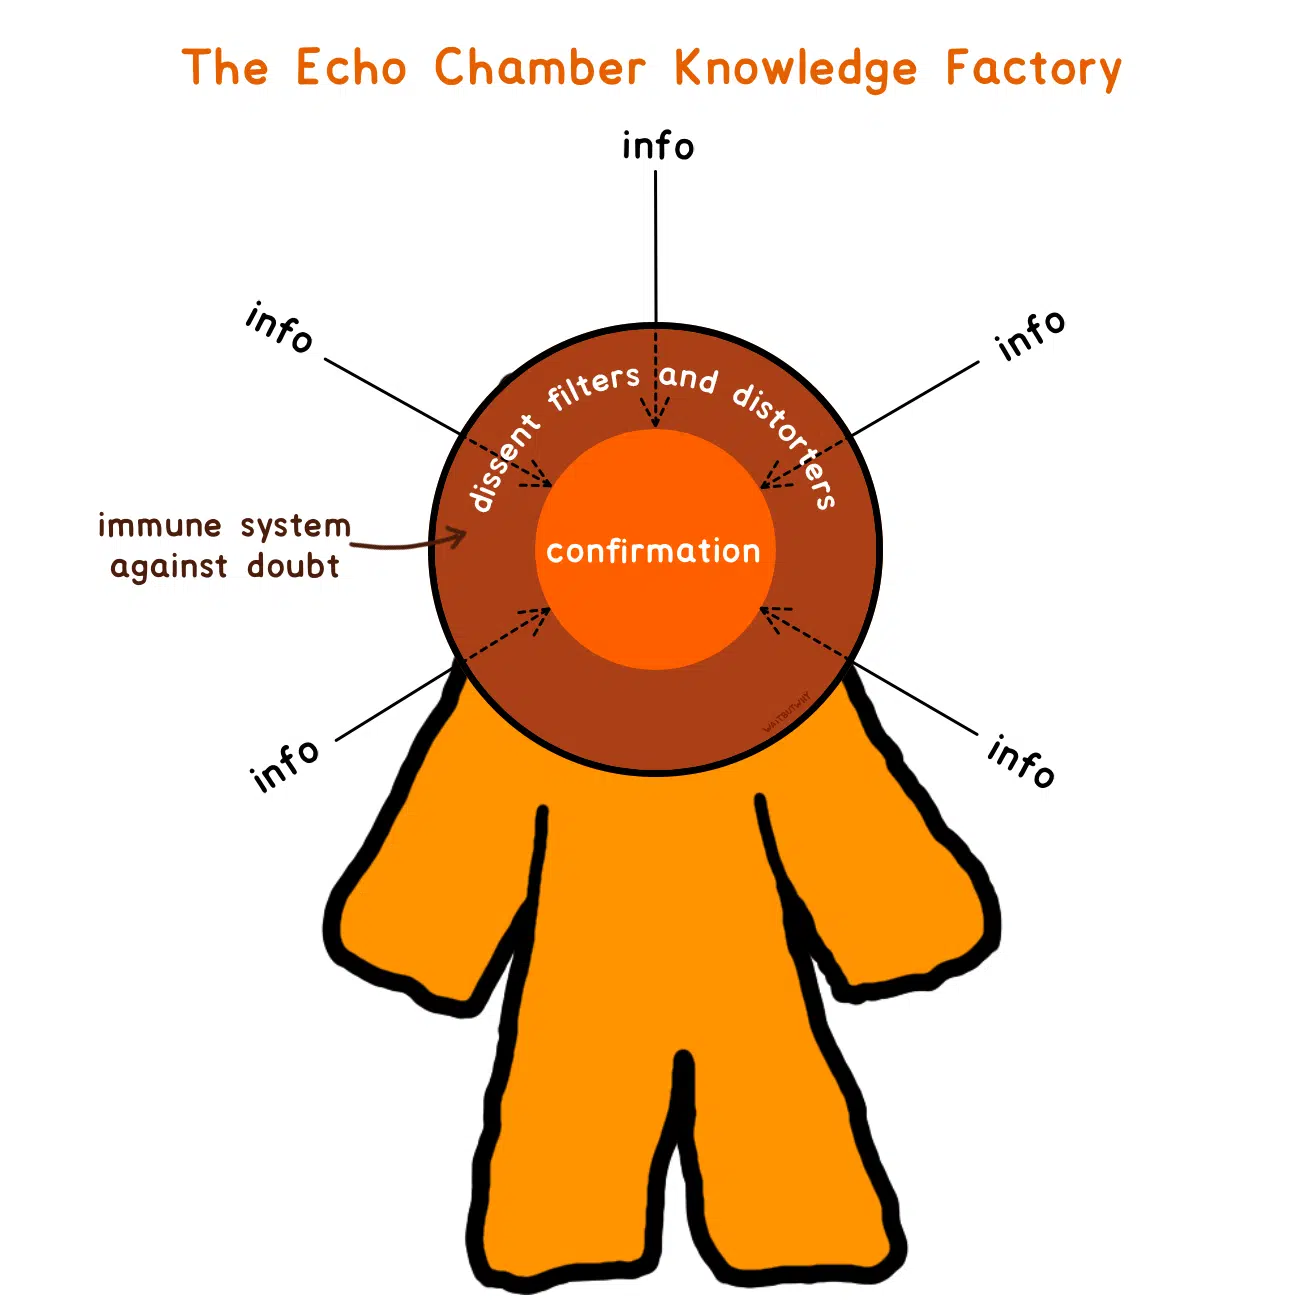 The Echo Chamber Knowledge Factory
info
info
info
dissent filters and distorters
immune system
against doubt
confirmation
info
info
WAITBUTWHY